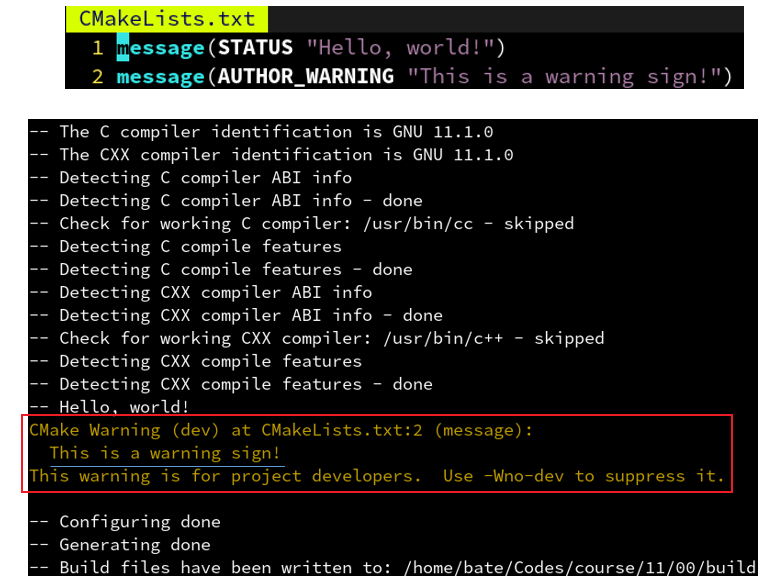 CMakeLists.txt
1 message(STATUS "Hello, world!")
2 message(AUTHOR_WARNING "This is a warning sign!")
-- The C compiler identification is GNU 11.1.0
-- The CXX compiler identification is GNU 11.1.0
-- Detecting C compiler ABI info
-- Detecting C compiler ABI info - done
-- Check for working C compiler: /usr/bin/cc - skipped
-- Detecting C compile features
-- Detecting C compile features - done
-- Detecting CXX compiler ABI info
-- Detecting CXX compiler ABI info - done
-- Check for working CXX compiler: /usr/bin/c++ - skipped
-- Detecting CXX compile features
-- Detecting CXX compile features - done
-- Hello, world!
CMake Warning (dev) at CMakeLists.txt:2 (message):
  This is a warning sign!
This warning is for project developers.  Use -Wno-dev to suppress it.
-- Configuring done
-- Generating done
-- Build files have been written to: /home/bate/Codes/course/11/00/build